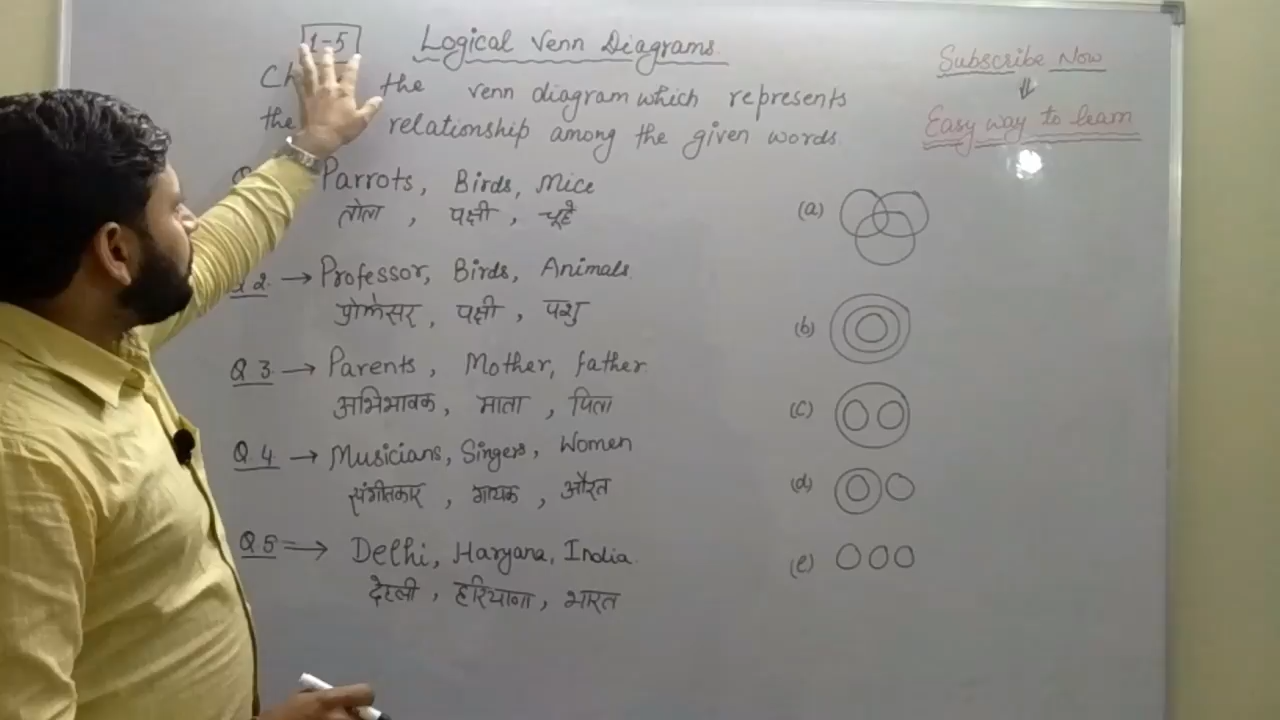 1-5 Logical Venn Diagrams
the venn diagram which represents
the relationship among the given words.
Subscribe Now
⇓
Easy way to learn
Parrots, Birds, Mice
तोता , पक्षी , चूहे
Q 2. → Professor, Birds, Animals.
प्रोफेसर , पक्षी , पशु
Q 3. → Parents, Mother, father.
अभिभावक , माता , पिता
Q 4. → Musicians, Singers, Women
संगीतकार , गायक , औरत
Q 5 ⇒ Delhi, Haryana, India.
देहली , हरियाणा , भारत
(a)
(b)
(c)
(d)
(e)